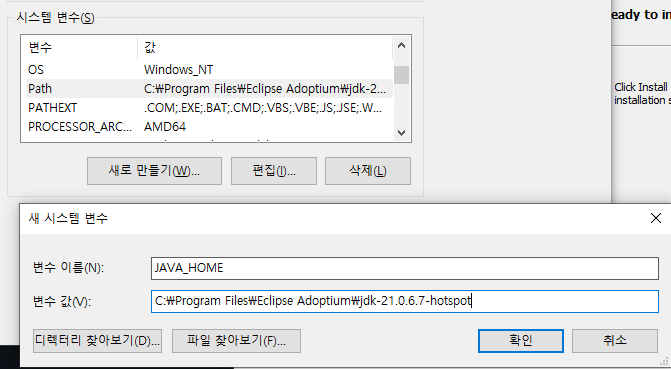 시스템 변수(S)
변수 값
OS Windows_NT
Path C:₩Program Files₩Eclipse Adoptium₩jdk-2...
PATHEXT .COM;.EXE;.BAT;.CMD;.VBS;.VBE;.JS;.JSE;.W...
PROCESSOR_ARC... AMD64
새로 만들기(W)... 편집(I)... 삭제(L)
eady to in
Click Install
installation s
새 시스템 변수
변수 이름(N): JAVA_HOME
변수 값(V): C:₩Program Files₩Eclipse Adoptium₩jdk-21.0.6.7-hotspot
디렉터리 찾아보기(D)... 파일 찾아보기(F)... 확인 취소